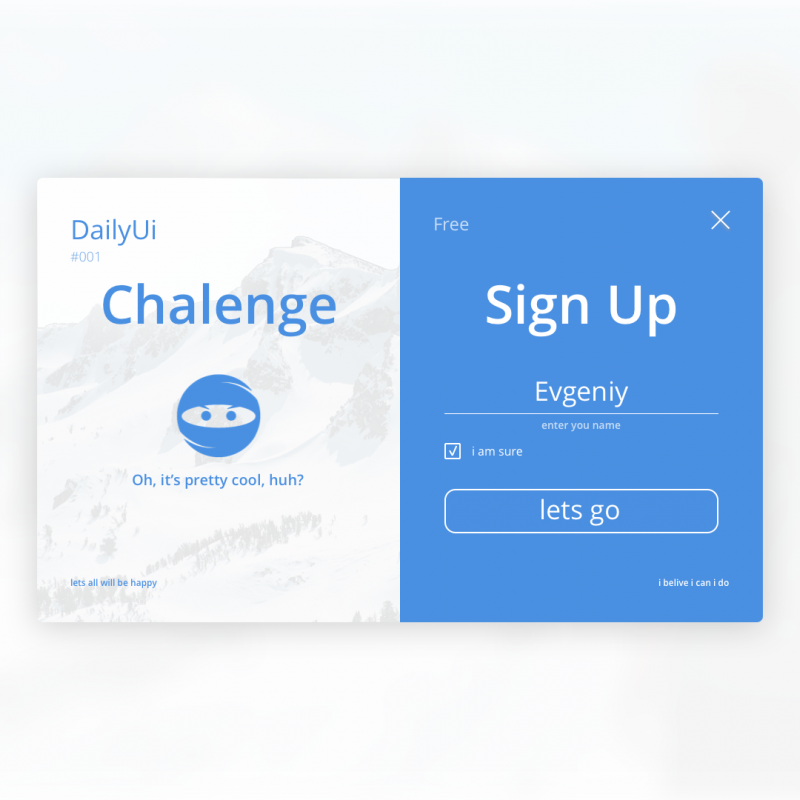 DailyUi
#001
Chalenge
Oh, it's pretty cool, huh?
lets all will be happy
Free
Sign Up
Evgeniy
enter you name
i am sure
lets go
i belive i can i do